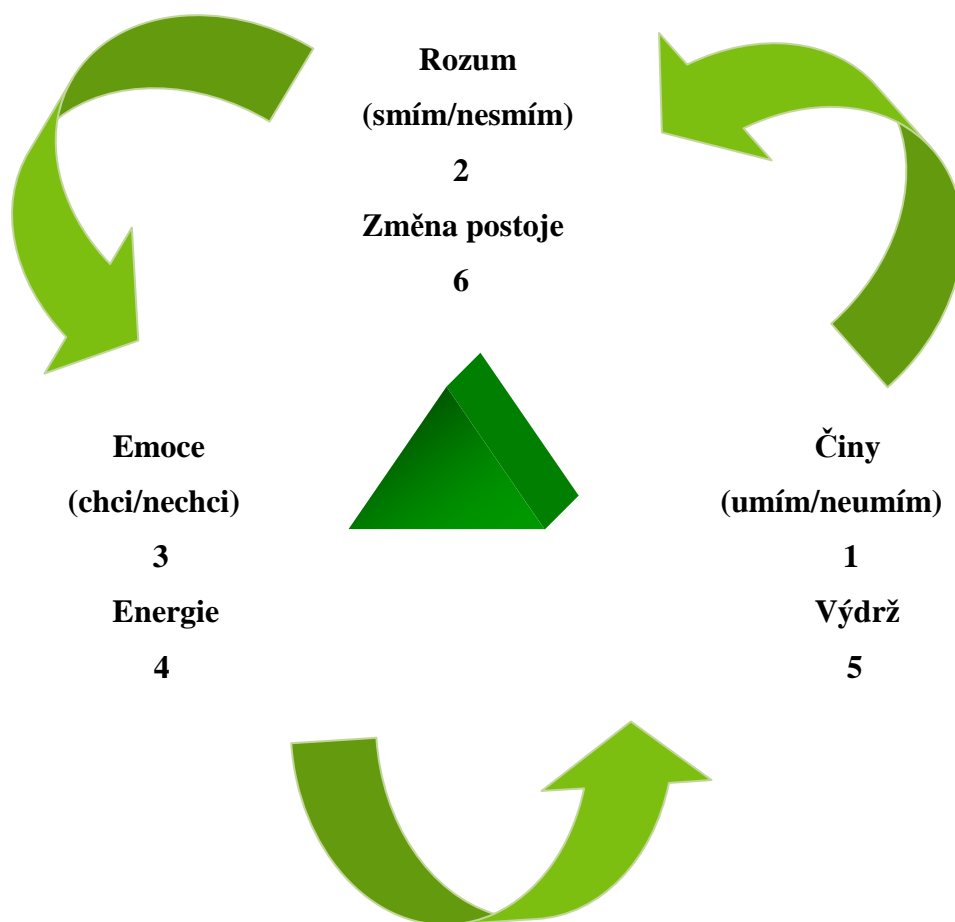 Rozum
(smím/nesmím)
2
Změna postoje
6
Emoce
(chci/nechci)
3
Energie
4
Činy
(umím/neumím)
1
Výdrž
5